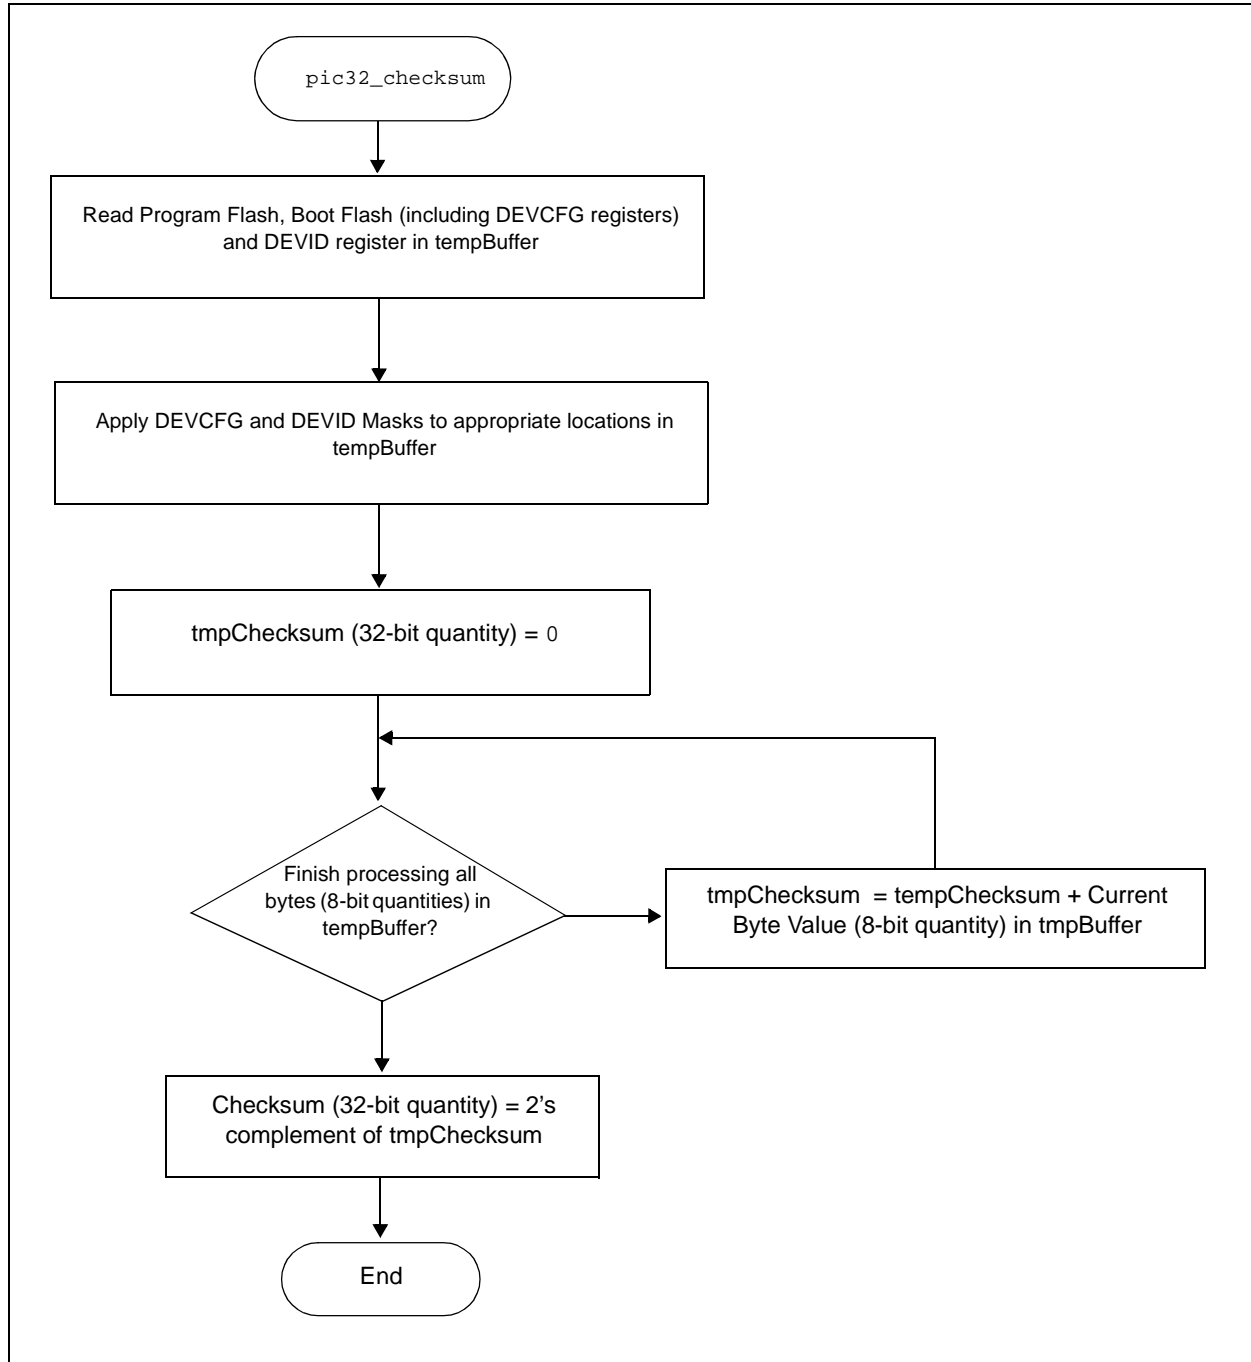 pic32_checksum
Read Program Flash, Boot Flash (including DEVCFG registers)
and DEVID register in tempBuffer
Apply DEVCFG and DEVID Masks to appropriate locations in
tempBuffer
tmpChecksum (32-bit quantity) = 0
Finish processing all
bytes (8-bit quantities) in
tempBuffer?
tmpChecksum = tempChecksum + Current
Byte Value (8-bit quantity) in tmpBuffer
Checksum (32-bit quantity) = 2's
complement of tmpChecksum
End